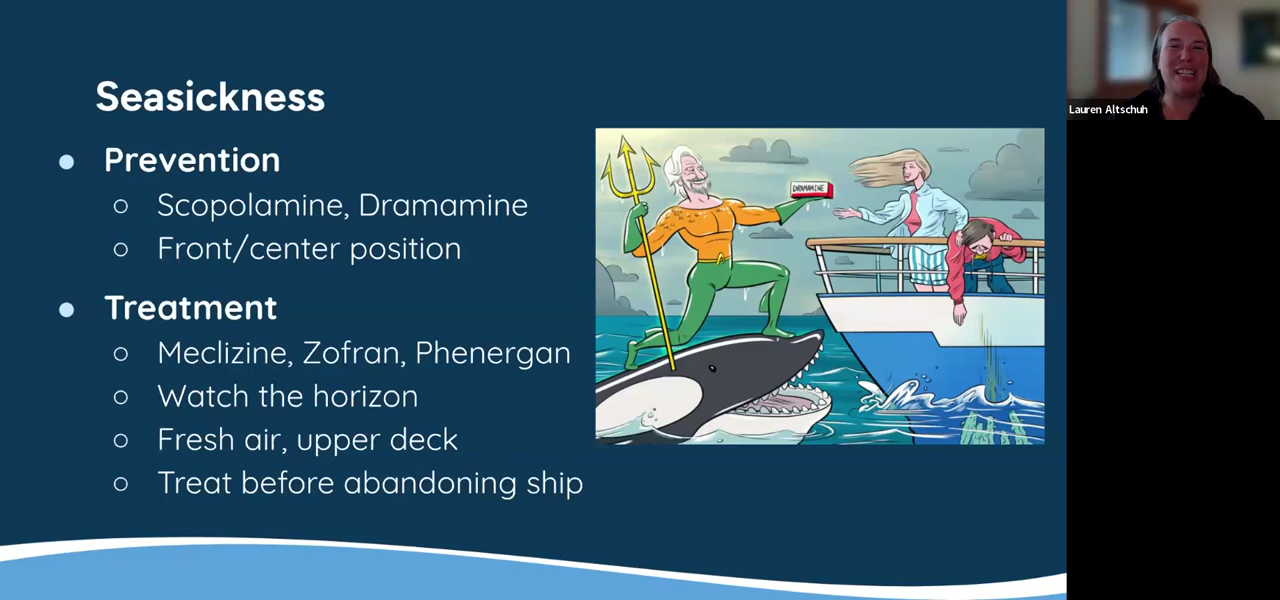 Seasickness
Prevention
Scopolamine, Dramamine
Front/center position
Treatment
Meclizine, Zofran, Phenergan
Watch the horizon
Fresh air, upper deck
Treat before abandoning ship
DRAMAMINE
Lauren Altschuh